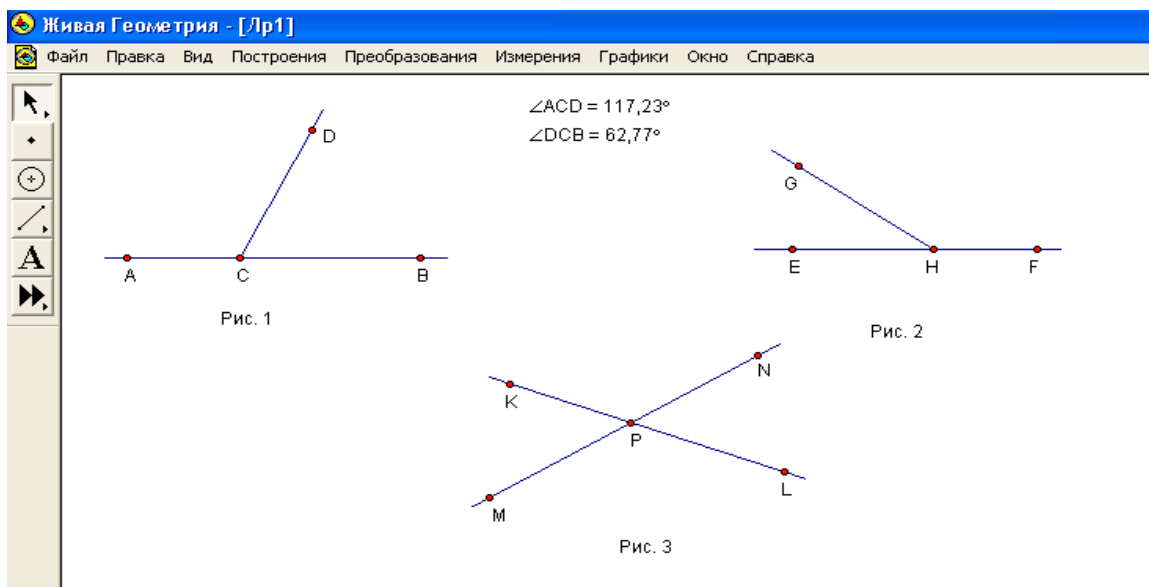 Живая Геометрия - [Лр1]
Файл Правка Вид Построения Преобразования Измерения Графики Окно Справка
A
∠ACD = 117,23°
∠DCB = 62,77°
D
A
C
B
Рис. 1
G
E
H
F
Рис. 2
K
N
P
L
M
Рис. 3